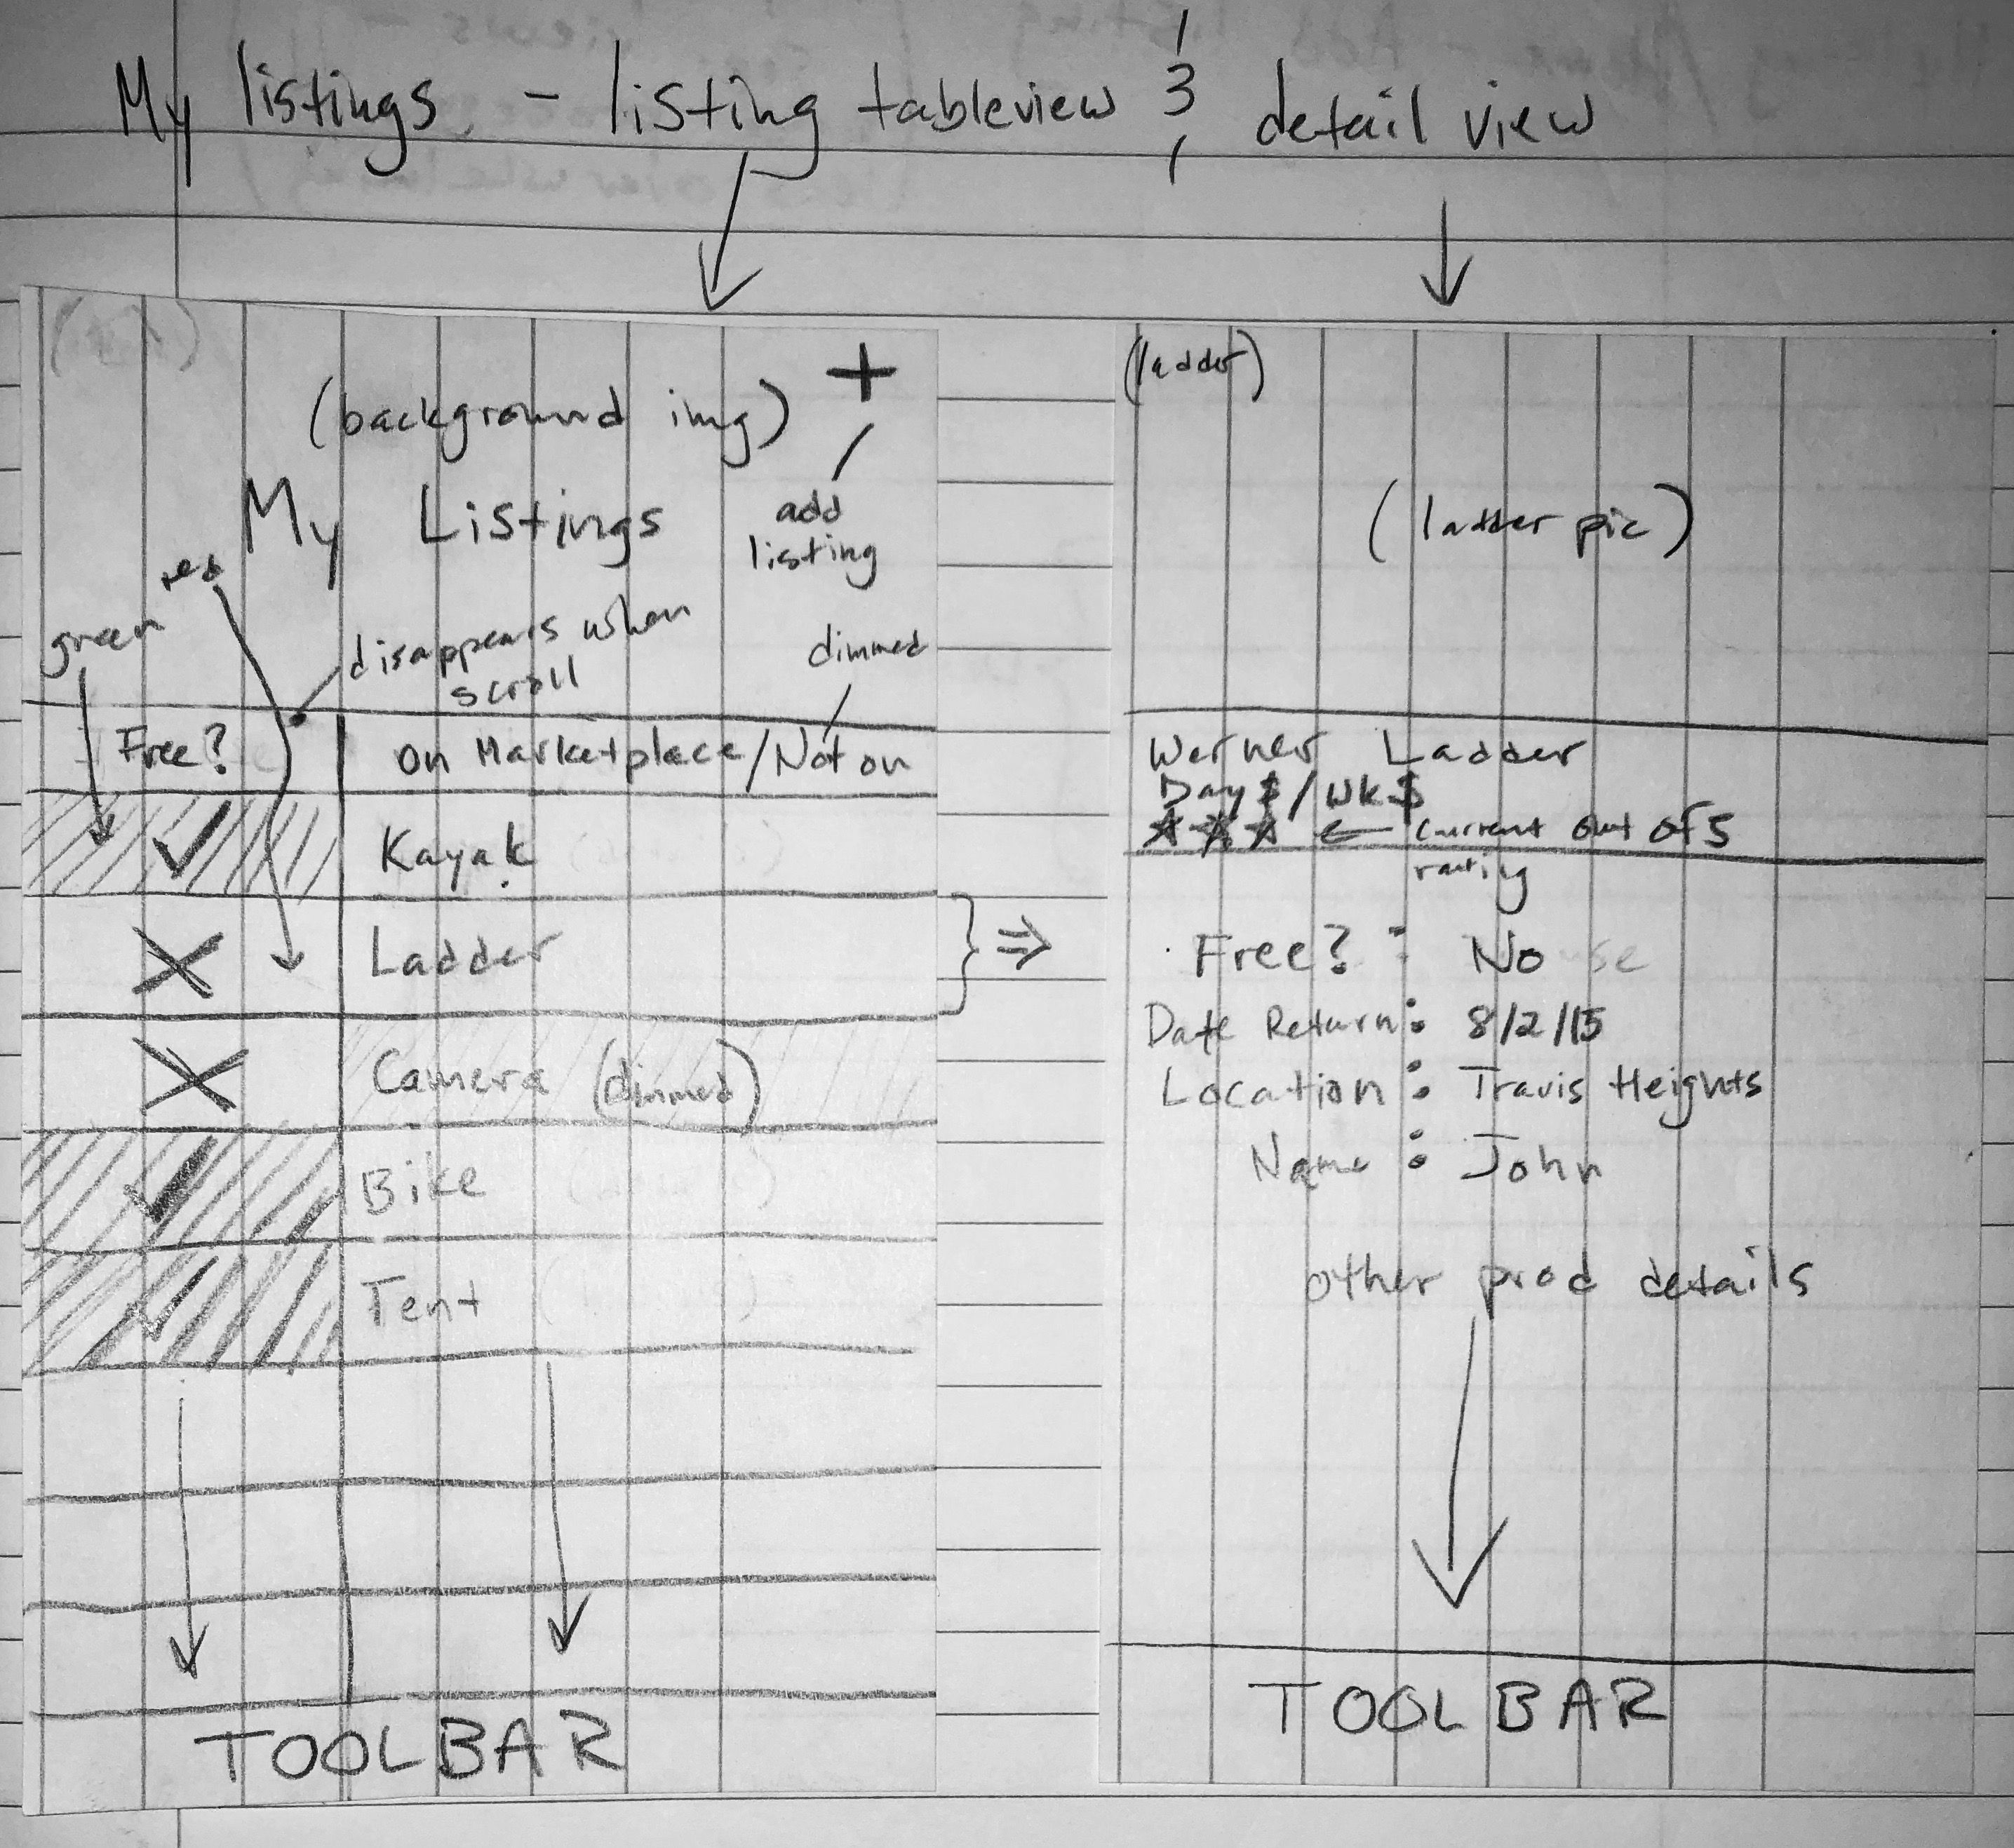 My listings - listing tableview & detail view
(background img) +
add
listing
My Listings
red
green
disappears when
scroll
dimmed
Free? on Marketplace/Not on
Kayak
Ladder
Camera (dimmed)
Bike
Tent
TOOLBAR
(ladder)
(ladder pic)
Werner Ladder
Day $/Wk $
← current out of 5
rating
Free? : No
Date Return: 8/2/15
Location : Travis Heights
Name : John
other prod details
TOOLBAR